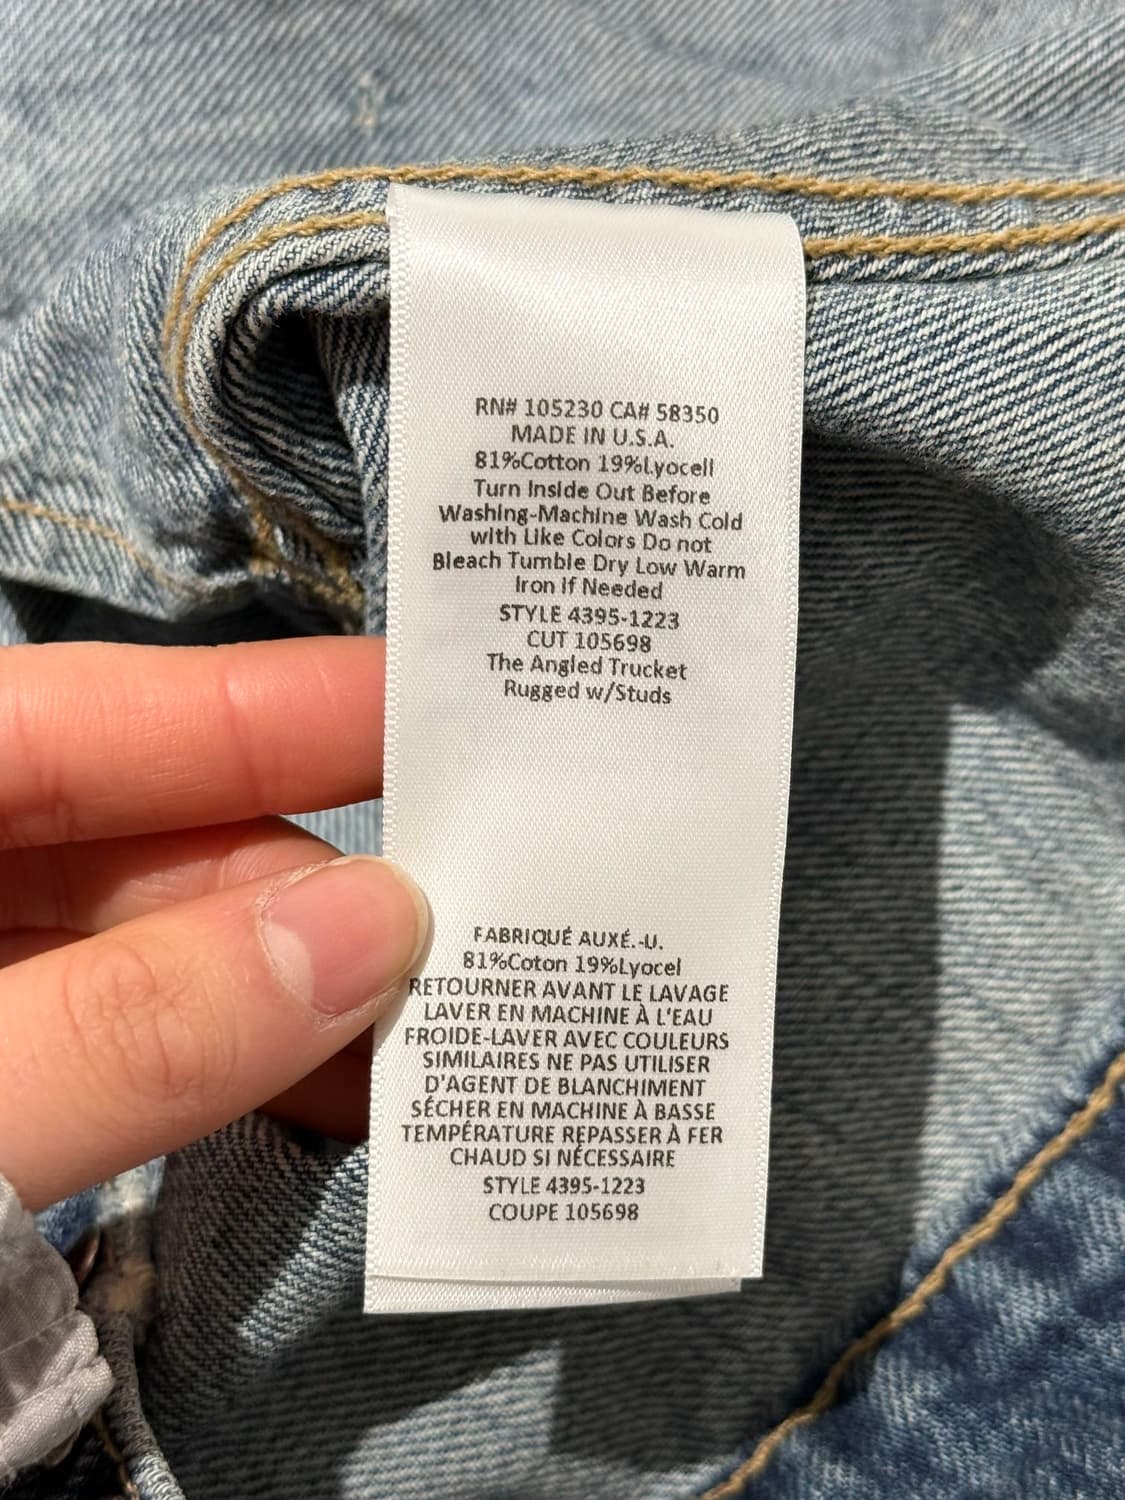 RN# 105230 CA# 58350
MADE IN U.S.A.
81%Cotton 19%Lyocell
Turn Inside Out Before
Washing-Machine Wash Cold
with Like Colors Do not
Bleach Tumble Dry Low Warm
Iron If Needed
STYLE 4395-1223
CUT 105698
The Angled Trucket
Rugged w/Studs
FABRIQUÉ AUXÉ.-U.
81%Coton 19%Lyocel
RETOURNER AVANT LE LAVAGE
LAVER EN MACHINE À L'EAU
FROIDE-LAVER AVEC COULEURS
SIMILAIRES NE PAS UTILISER
D'AGENT DE BLANCHIMENT
SÉCHER EN MACHINE À BASSE
TEMPÉRATURE REPASSER À FER
CHAUD SI NÉCESSAIRE
STYLE 4395-1223
COUPE 105698